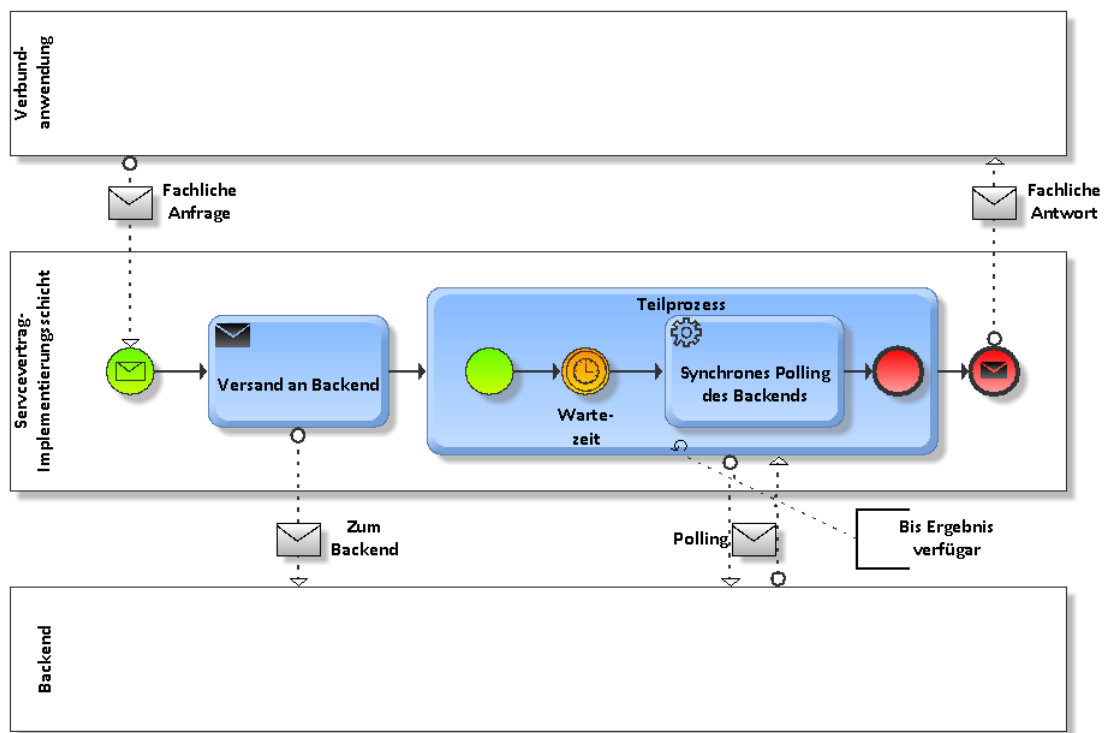 Verbund-
anwendung
Fachliche
Anfrage
Fachliche
Antwort
Servicevertrag-
Implementierungsschicht
Versand an Backend
Teilprozess
Warte-
zeit
Synchrones Polling
des Backends
Zum
Backend
Polling
Bis Ergebnis
verfügar
Backend